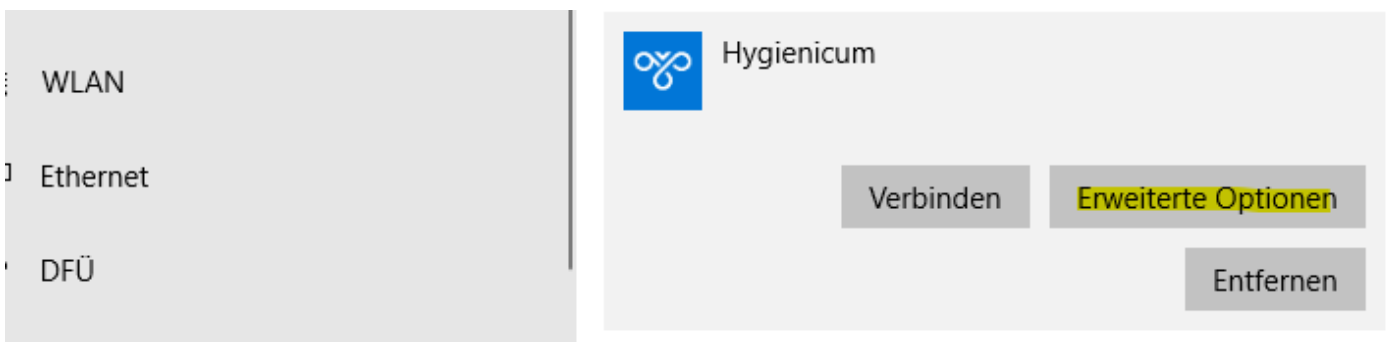 WLAN
Ethernet
DFÜ
Hygienicum
Verbinden
Erweiterte Optionen
Entfernen